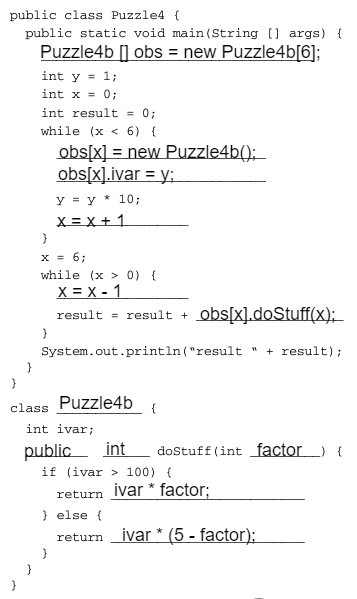 public class Puzzle4 {
public static void main(String [] args) {
Puzzle4b [] obs = new Puzzle4b[6];
int y = 1;
int x = 0;
int result = 0;
while (x < 6) {
obs[x] = new Puzzle4b();
obs[x].ivar = y;
y = y * 10;
x = x + 1
}
x = 6;
while (x > 0) {
x = x - 1
result = result + obs[x].doStuff(x);
}
System.out.println("result " + result);
}
}
class Puzzle4b {
int ivar;
public int doStuff(int factor) {
if (ivar > 100) {
return ivar * factor;
} else {
return ivar * (5 - factor);
}
}
}